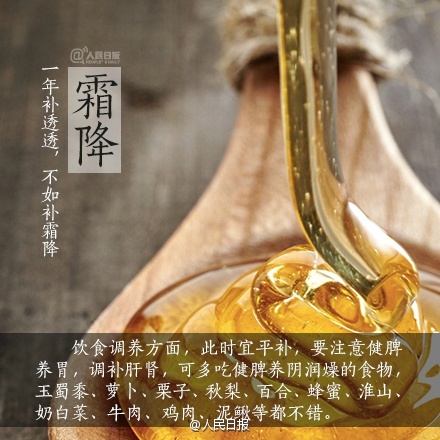 @人民日报
PEOPLE'S DAILY
霜降
一年补透透，不如补霜降
饮食调养方面，此时宜平补，要注意健脾
养胃，调补肝肾，可多吃健脾养阴润燥的食物，
玉蜀黍、萝卜、栗子、秋梨、百合、蜂蜜、淮山、
奶白菜、牛肉、鸡肉、泥鳅等都不错。
@人民日报